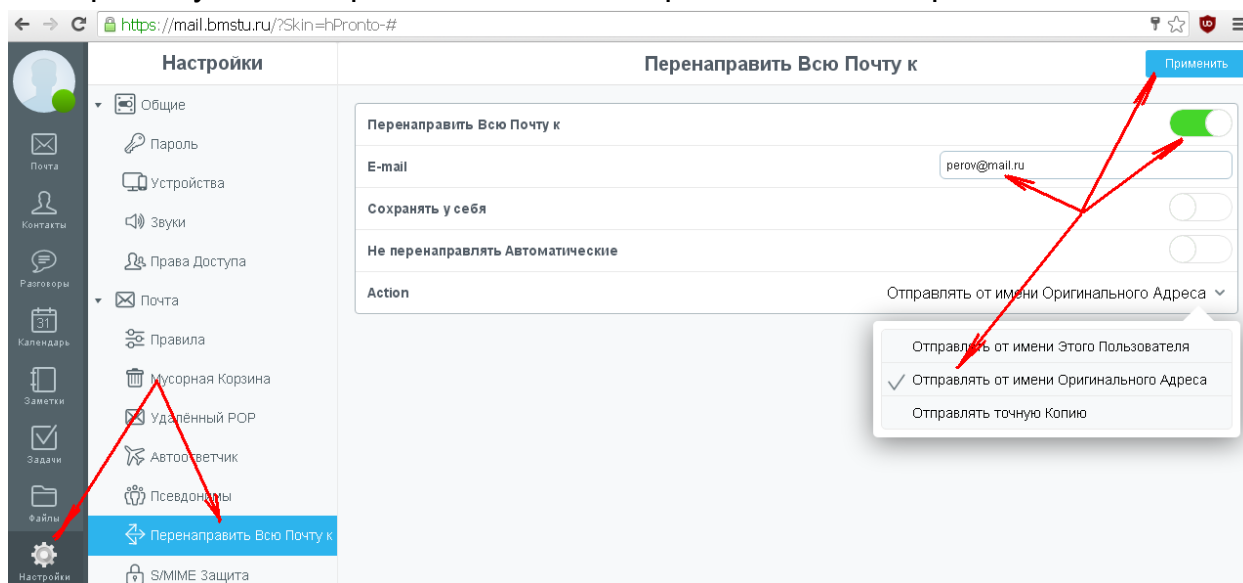 https://mail.bmstu.ru/?Skin=hPronto-#
Настройки
Перенаправить Всю Почту к
Применить
Общие
Пароль
Устройства
Звуки
Права Доступа
Почта
Правила
Мусорная Корзина
Удалённый POP
Автоответчик
Псевдонимы
Перенаправить Всю Почту к
S/MIME Защита
Почта
Контакты
Разговоры
31
Календарь
Заметки
Задачи
Файлы
Настройки
Перенаправить Всю Почту к
E-mail
perov@mail.ru
Сохранять у себя
Не перенаправлять Автоматические
Action
Отправлять от имени Оригинального Адреса
Отправлять от имени Этого Пользователя
Отправлять от имени Оригинального Адреса
Отправлять точную Копию